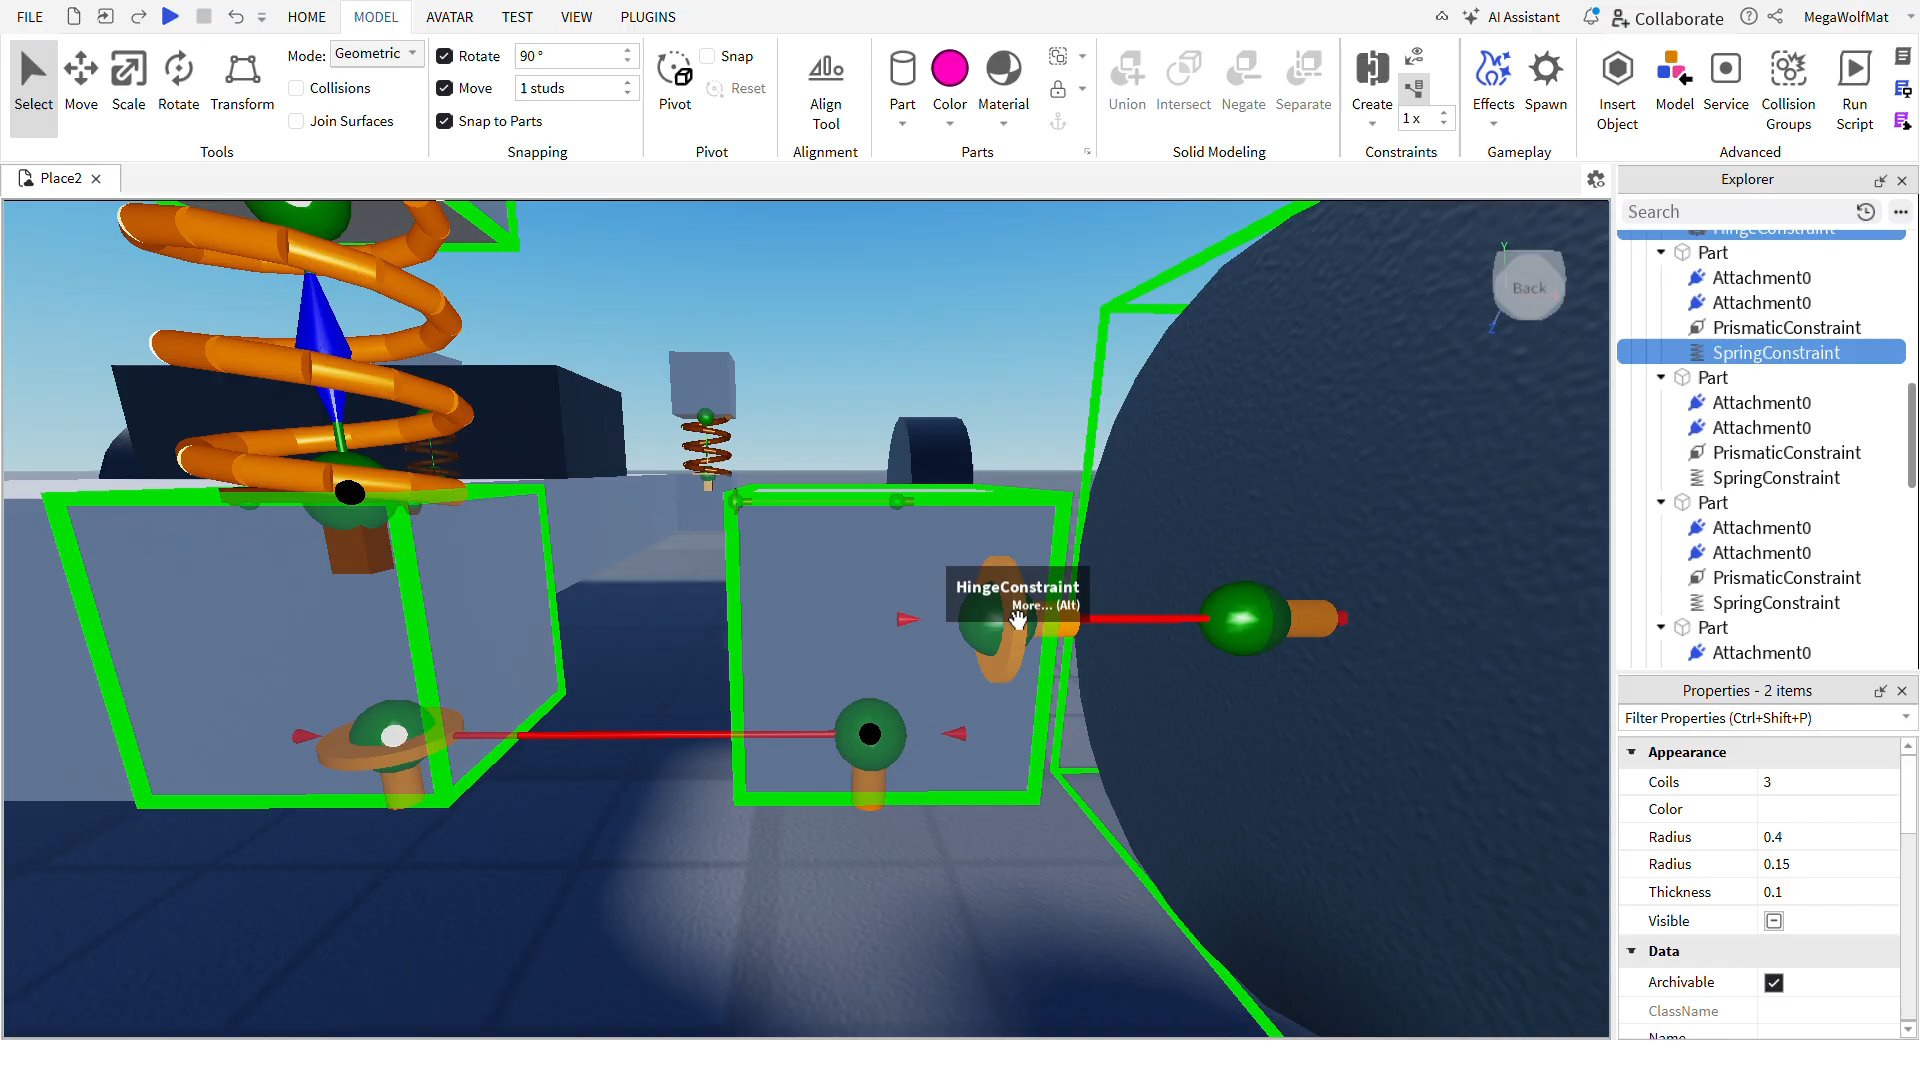 FILE
HOME
MODEL
AVATAR
TEST
VIEW
PLUGINS
AI Assistant
Collaborate
MegaWolfMat
Select
Move
Scale
Rotate
Transform
Mode: Geometric
Collisions
Join Surfaces
Tools
Rotate 90 °
Move 1 studs
Snap to Parts
Snapping
Pivot
Snap
Reset
Pivot
Align
Tool
Alignment
Part
Color
Material
Parts
Union
Intersect
Negate
Separate
Solid Modeling
Create
1 x
Constraints
Effects
Spawn
Gameplay
Insert
Object
Model
Service
Collision
Groups
Run
Script
Advanced
Place2
Back
Y
Z
HingeConstraint
More... (Alt)
Explorer
Search
HingeConstraint
Part
Attachment0
Attachment0
PrismaticConstraint
SpringConstraint
Part
Attachment0
Attachment0
PrismaticConstraint
SpringConstraint
Part
Attachment0
Attachment0
PrismaticConstraint
SpringConstraint
Part
Attachment0
Properties - 2 items
Filter Properties (Ctrl+Shift+P)
Appearance
Coils 3
Color
Radius 0.4
Radius 0.15
Thickness 0.1
Visible
Data
Archivable
ClassName
Name